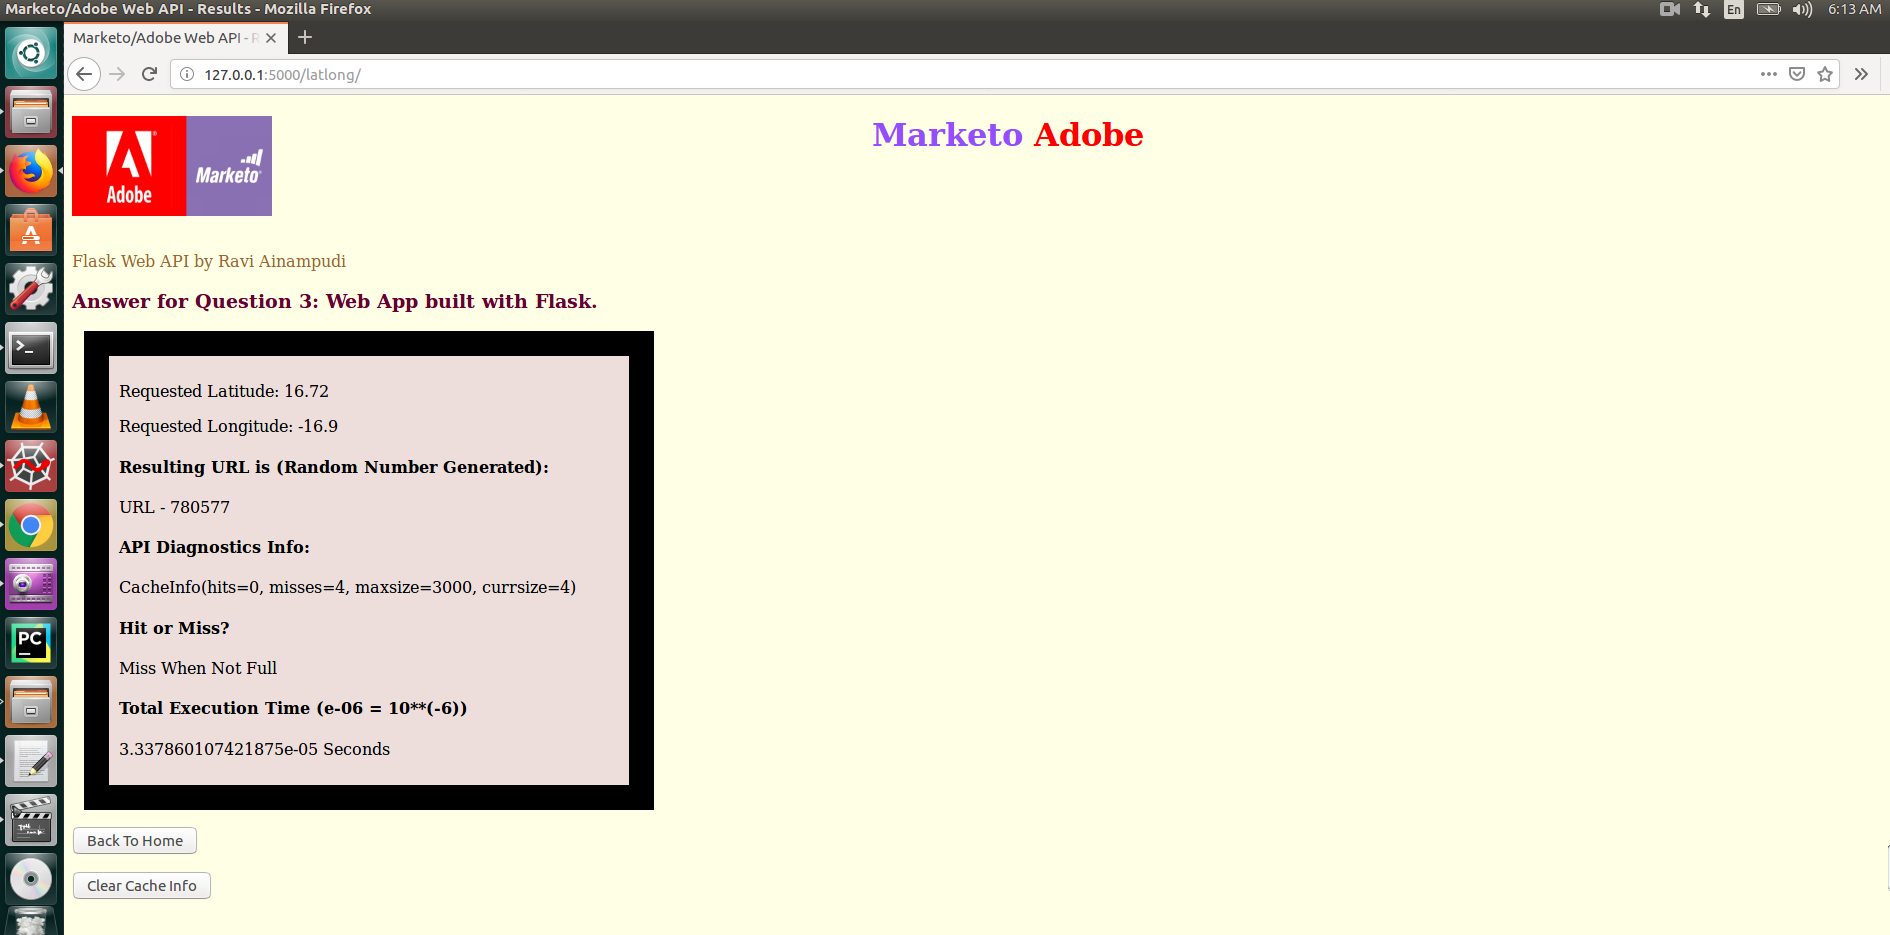 Marketo/Adobe Web API - Results - Mozilla Firefox
En
6:13 AM
Marketo/Adobe Web API - R
127.0.0.1:5000/latlong/
Adobe
Marketo
Marketo Adobe
Flask Web API by Ravi Ainampudi
Answer for Question 3: Web App built with Flask.
Requested Latitude: 16.72
Requested Longitude: -16.9
Resulting URL is (Random Number Generated):
URL - 780577
API Diagnostics Info:
CacheInfo(hits=0, misses=4, maxsize=3000, currsize=4)
Hit or Miss?
Miss When Not Full
Total Execution Time (e-06 = 10**(-6))
3.337860107421875e-05 Seconds
PC
Back To Home
Clear Cache Info